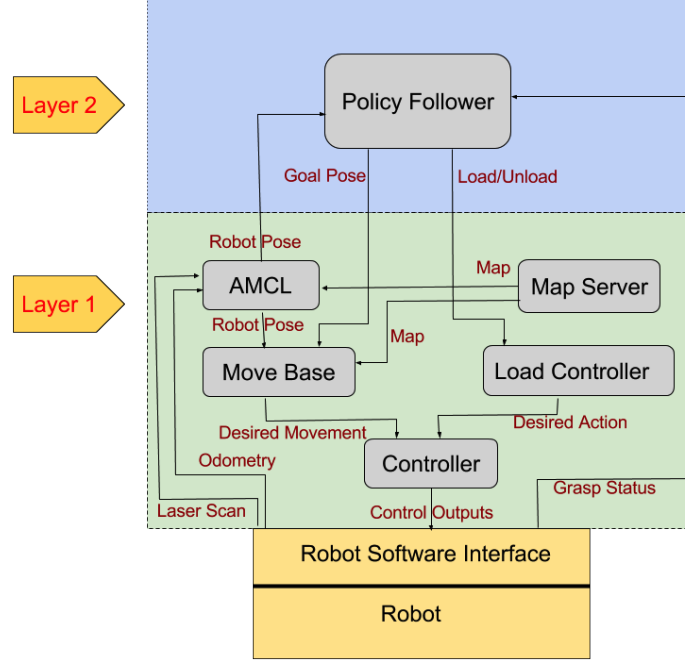 Layer 2
Policy Follower
Goal Pose
Load/Unload
Robot Pose
Layer 1
AMCL
Map
Map Server
Robot Pose
Map
Move Base
Load Controller
Desired Movement
Desired Action
Odometry
Controller
Grasp Status
Laser Scan
Control Outputs
Robot Software Interface
Robot